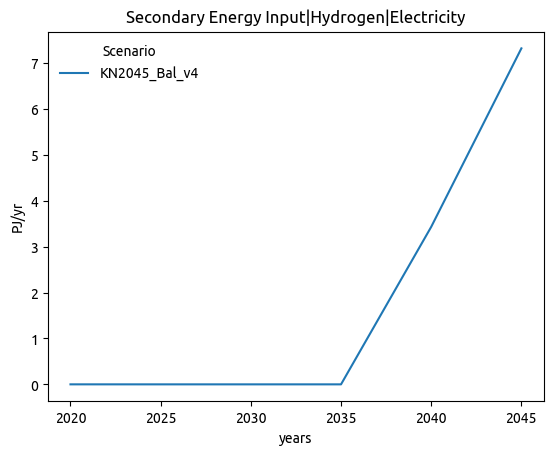 Secondary Energy Input|Hydrogen|Electricity
Scenario
KN2045_Bal_v4
PJ/yr
7
6
5
4
3
2
1
0
2020 2025 2030 2035 2040 2045
years